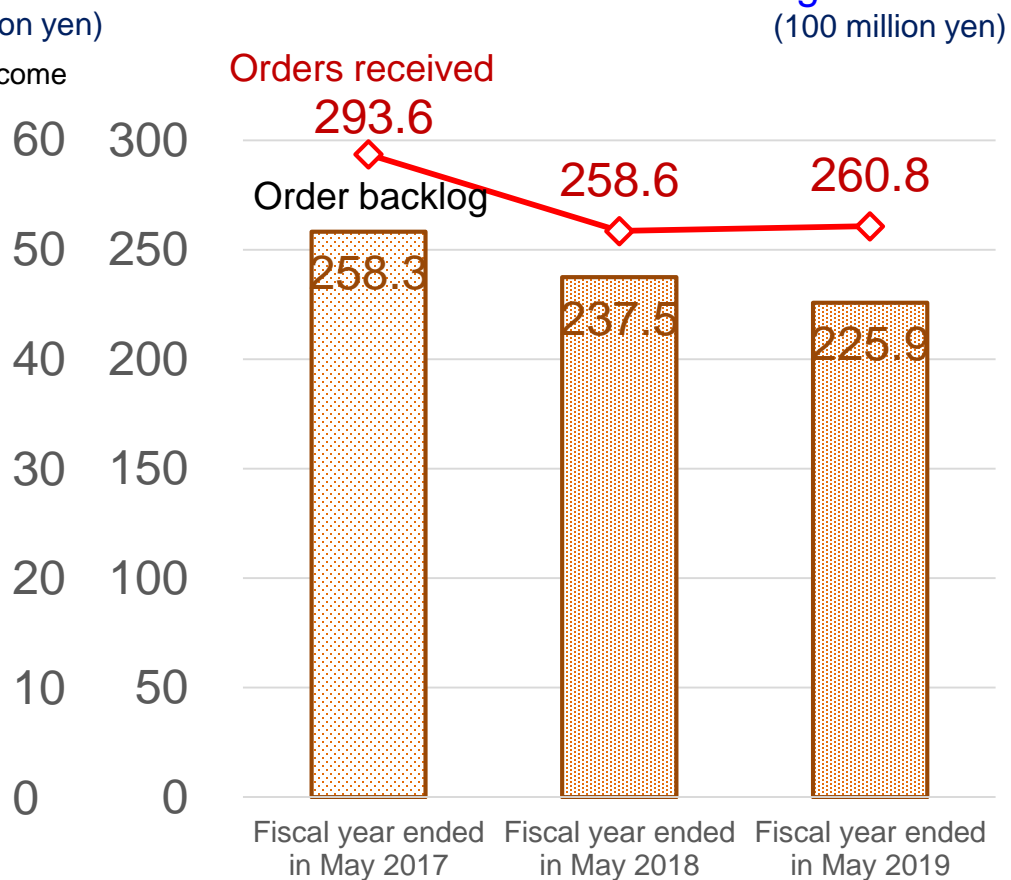 on yen)
g
(100 million yen)
come
Orders received
293.6
258.6
260.8
Order backlog
258.3
237.5
225.9
60 300
50 250
40 200
30 150
20 100
10 50
0 0
Fiscal year ended
in May 2017
Fiscal year ended
in May 2018
Fiscal year ended
in May 2019